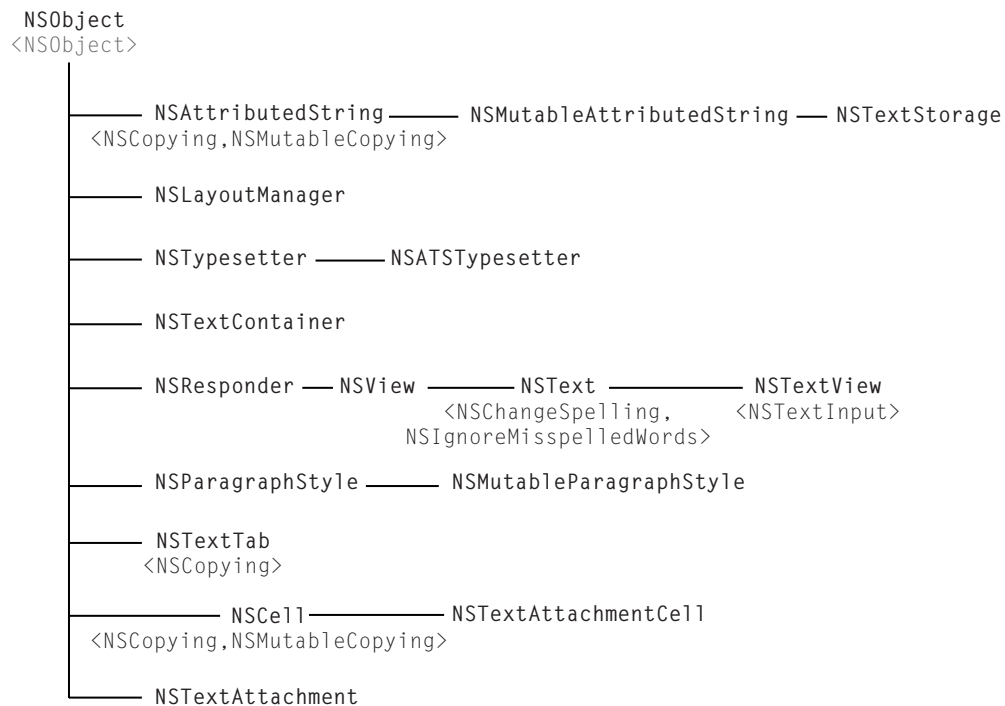 NSObject
<NSObject>
NSAttributedString NSMutableAttributedString NSTextStorage
<NSCopying,NSMutableCopying>
NSLayoutManager
NSTypesetter NSATSTypesetter
NSTextContainer
NSResponder NSView NSText NSTextView
<NSChangeSpelling, <NSTextInput>
NSIgnoreMisspelledWords>
NSParagraphStyle NSMutableParagraphStyle
NSTextTab
<NSCopying>
NSCell NSTextAttachmentCell
<NSCopying,NSMutableCopying>
NSTextAttachment